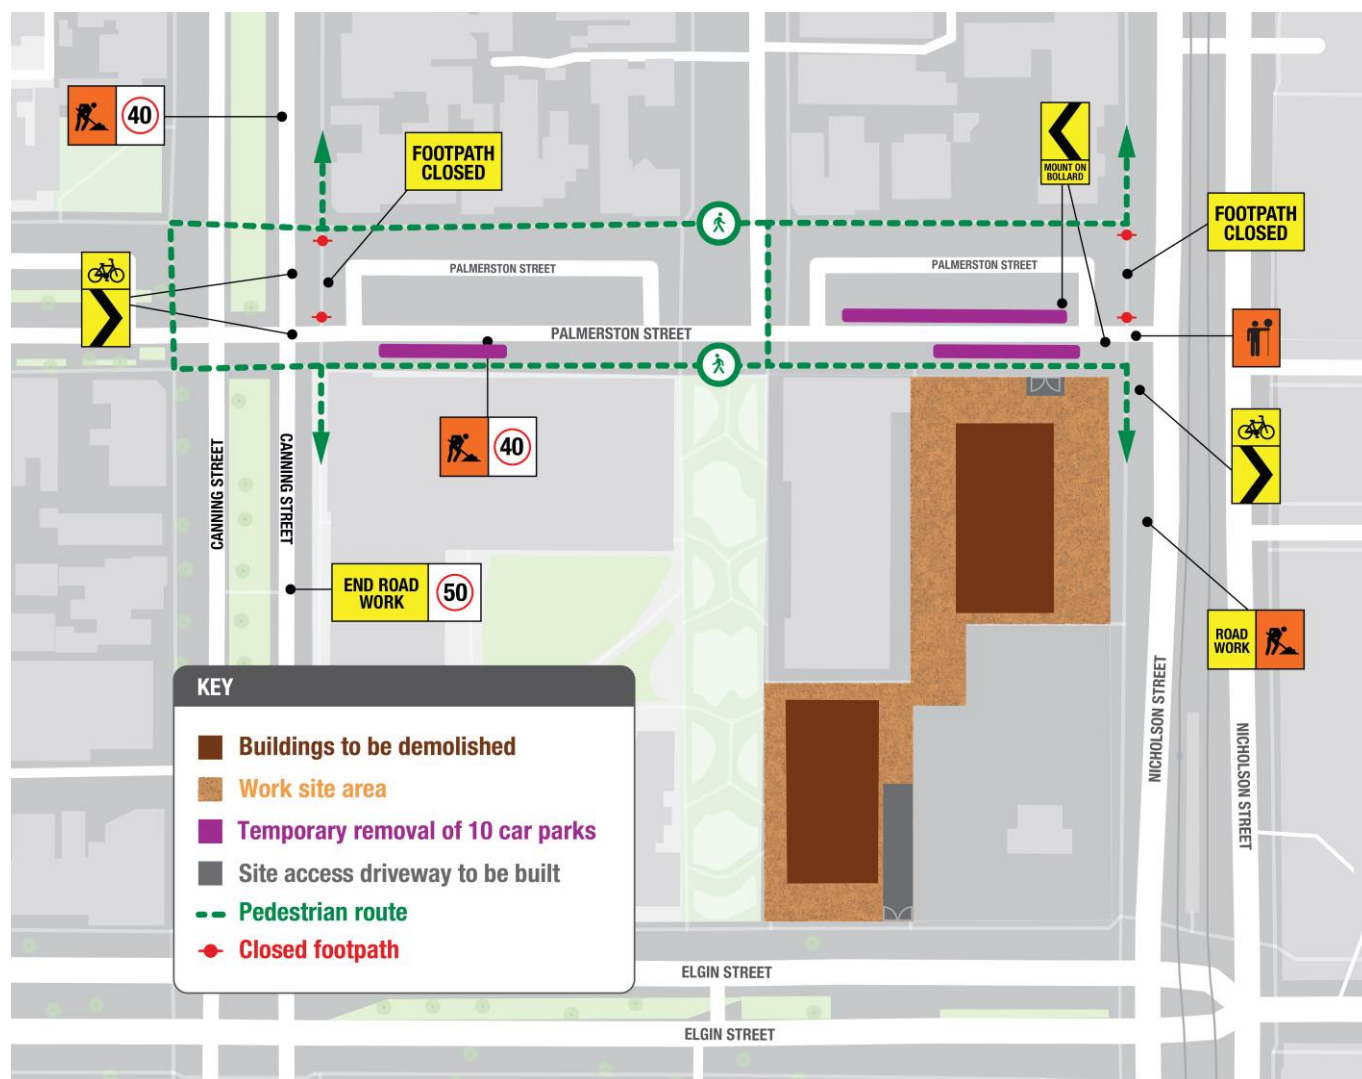 40
FOOTPATH
CLOSED
MOUNT ON
BOLLARD
FOOTPATH
CLOSED
PALMERSTON STREET
PALMERSTON STREET
PALMERSTON STREET
40
CANNING STREET
CANNING STREET
END ROAD
WORK
50
ROAD
WORK
NICHOLSON STREET
NICHOLSON STREET
KEY
Buildings to be demolished
Work site area
Temporary removal of 10 car parks
Site access driveway to be built
Pedestrian route
Closed footpath
ELGIN STREET
ELGIN STREET